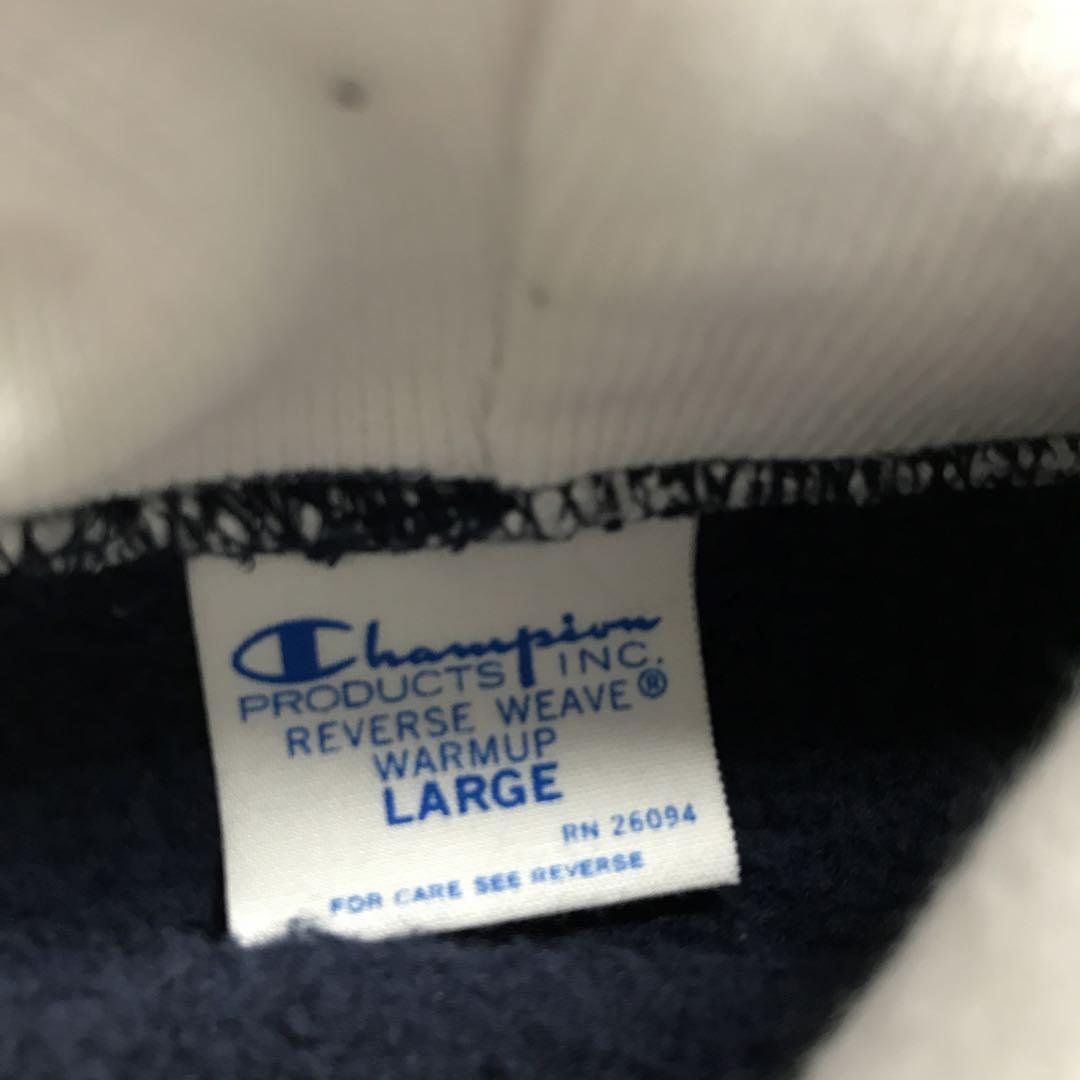 Champion
PRODUCTS INC.
REVERSE WEAVE®
WARMUP
LARGE
RN 26094
FOR CARE SEE REVERSE